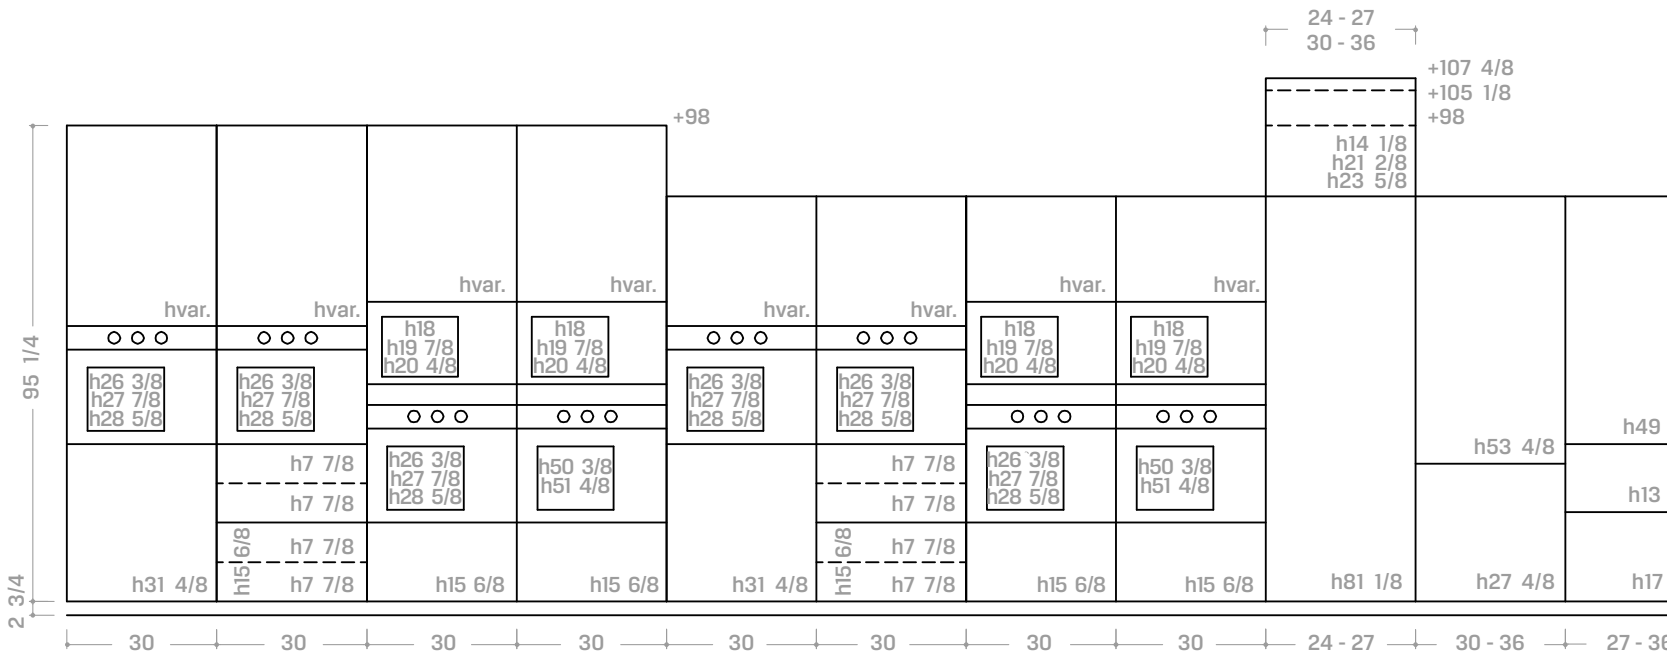 24 - 27
30 - 36
+107 4/8
+105 1/8
+98
+98
h14 1/8
h21 2/8
h23 5/8
95 1/4
2 3/4
hvar.
hvar.
hvar.
hvar.
hvar.
hvar.
hvar.
hvar.
h26 3/8
h27 7/8
h28 5/8
h26 3/8
h27 7/8
h28 5/8
h18
h19 7/8
h20 4/8
h18
h19 7/8
h20 4/8
h26 3/8
h27 7/8
h28 5/8
h26 3/8
h27 7/8
h28 5/8
h18
h19 7/8
h20 4/8
h18
h19 7/8
h20 4/8
h7 7/8
h7 7/8
h26 3/8
h27 7/8
h28 5/8
h50 3/8
h51 4/8
h7 7/8
h7 7/8
h26 3/8
h27 7/8
h28 5/8
h50 3/8
h51 4/8
h53 4/8
h49
h13
h31 4/8
h15 6/8
h7 7/8
h7 7/8
h15 6/8
h15 6/8
h31 4/8
h15 6/8
h7 7/8
h7 7/8
h15 6/8
h15 6/8
h81 1/8
h27 4/8
h17
30
30
30
30
30
30
30
30
24 - 27
30 - 36
27 - 36